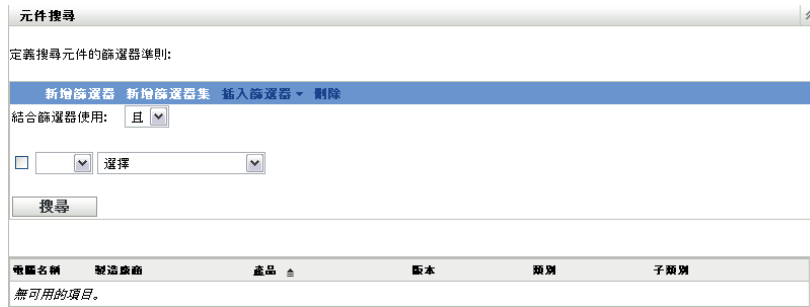 元件搜尋
定義搜尋元件的篩選器準則:
新增篩選器 新增篩選器集 插入篩選器 刪除
結合篩選器使用: 且
選擇
搜尋
電腦名稱 製造廠商 產品 版本 類別 子類別
無可用的項目。